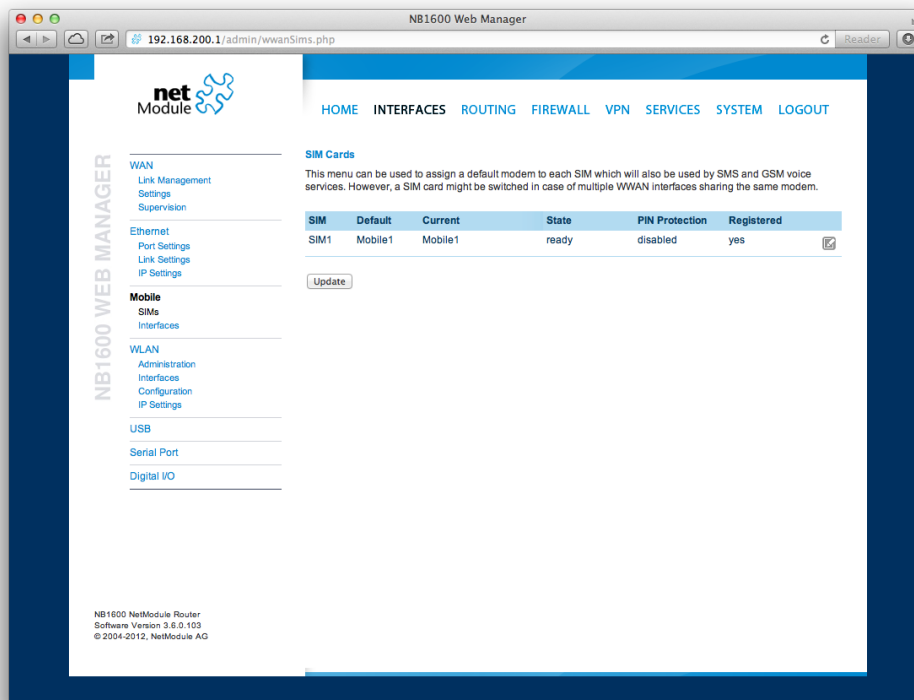 NB1600 Web Manager
192.168.200.1/admin/wwanSims.php
Reader
net
Module
HOME INTERFACES ROUTING FIREWALL VPN SERVICES SYSTEM LOGOUT
NB1600 WEB MANAGER
WAN
Link Management
Settings
Supervision
Ethernet
Port Settings
Link Settings
IP Settings
Mobile
SIMs
Interfaces
WLAN
Administration
Interfaces
Configuration
IP Settings
USB
Serial Port
Digital I/O
SIM Cards
This menu can be used to assign a default modem to each SIM which will also be used by SMS and GSM voice
services. However, a SIM card might be switched in case of multiple WWAN interfaces sharing the same modem.
SIM Default Current State PIN Protection Registered
SIM1 Mobile1 Mobile1 ready disabled yes
Update
NB1600 NetModule Router
Software Version 3.6.0.103
© 2004-2012, NetModule AG